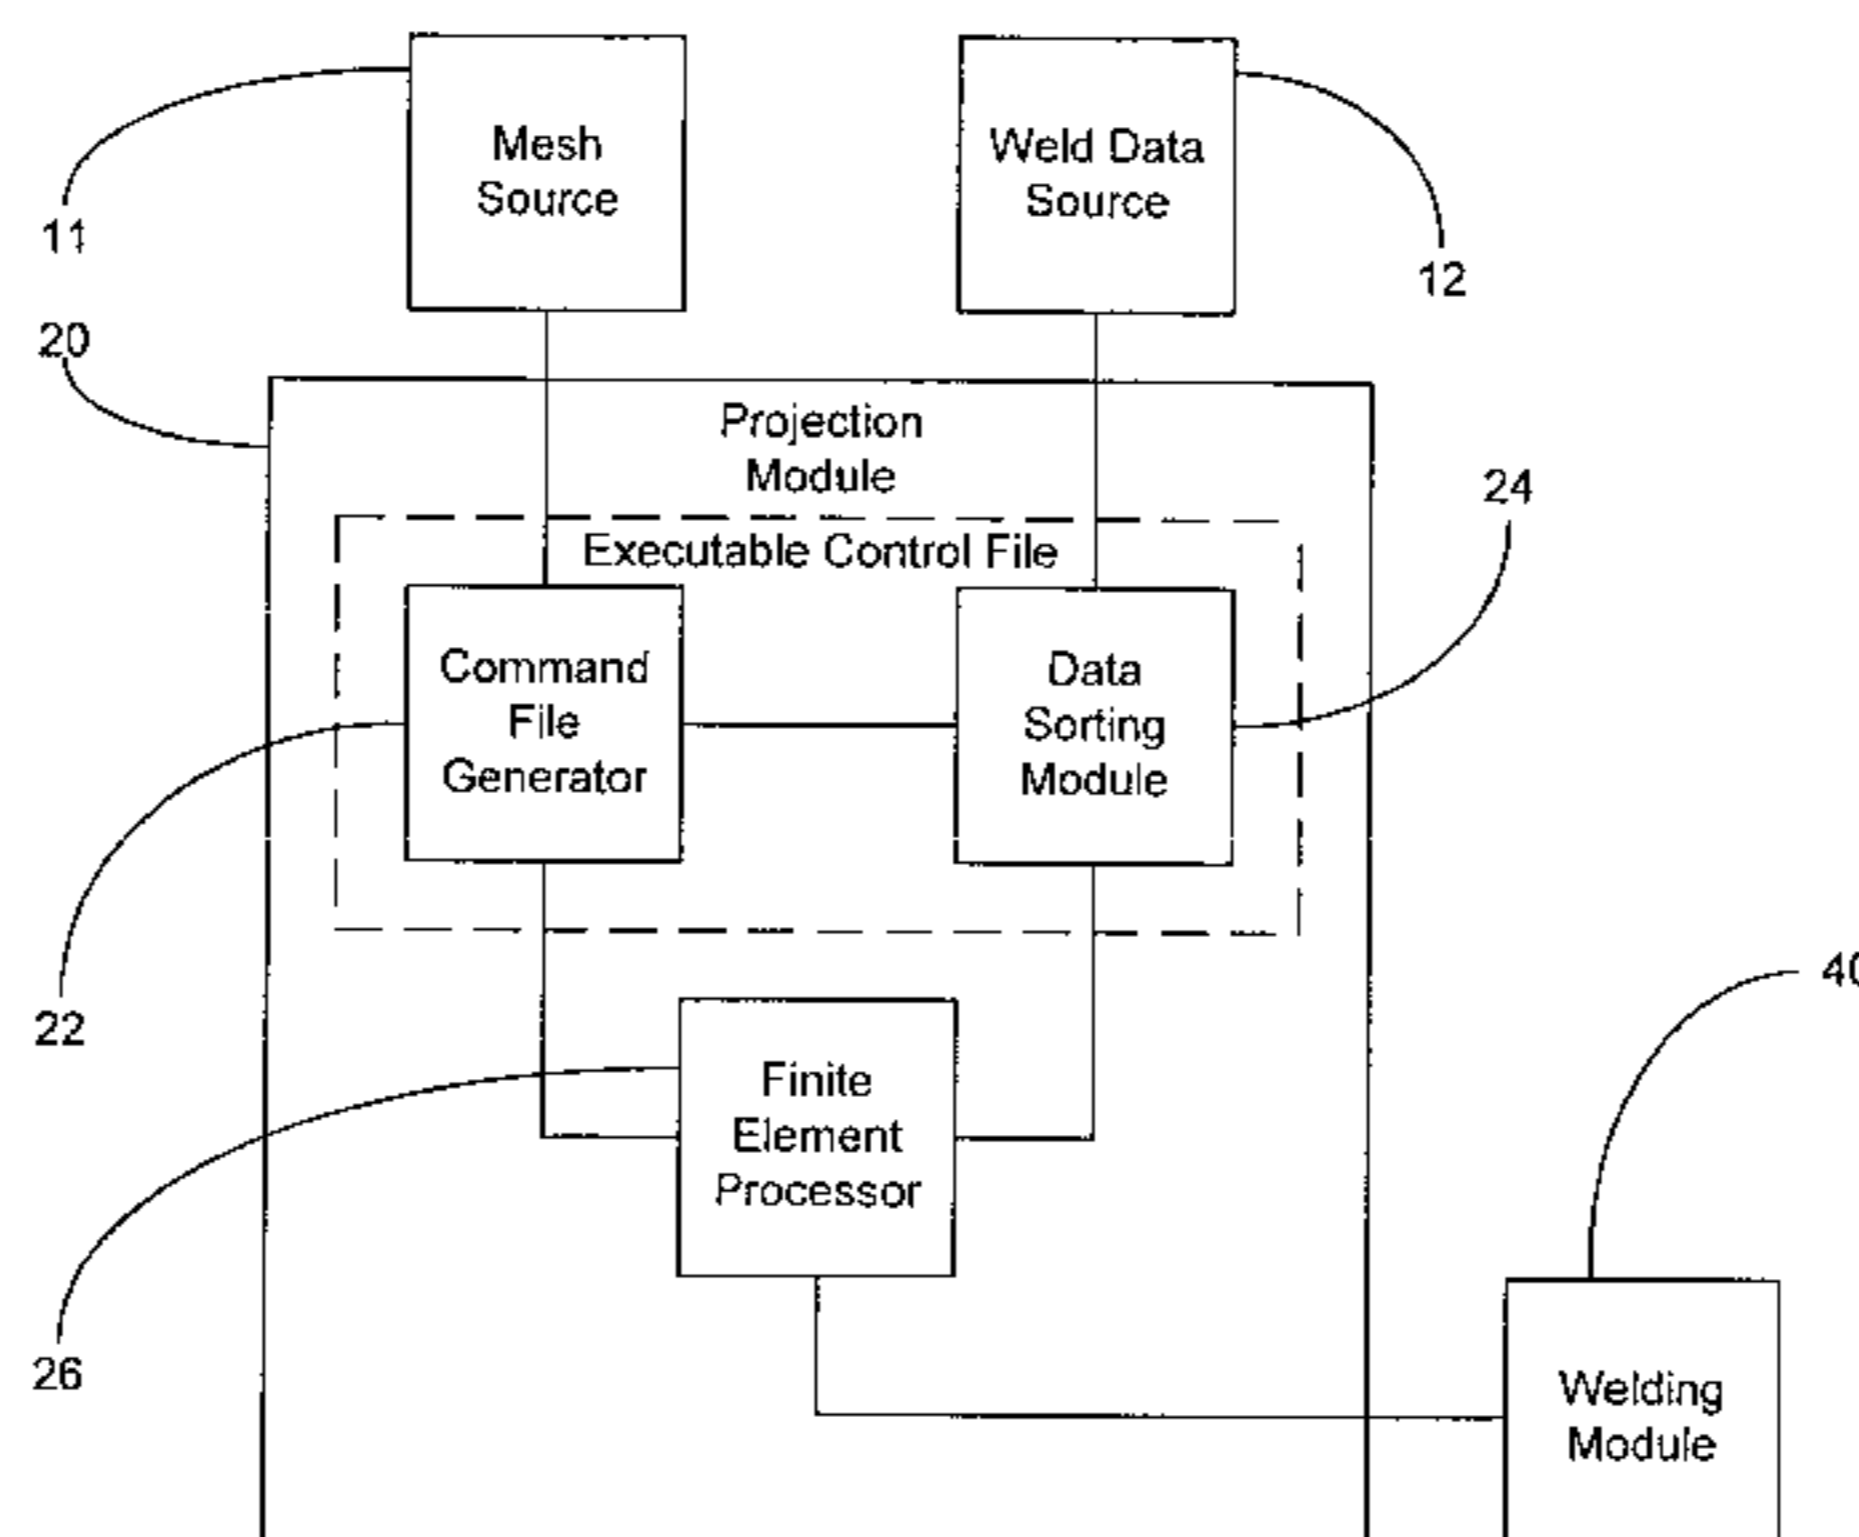 Mesh
Source
Weld Data
Source
11
12
20
Projection
Module
24
Executable Control File
Command
File
Generator
Data
Sorting
Module
22
40
Finite
Element
Processor
26
Welding
Module